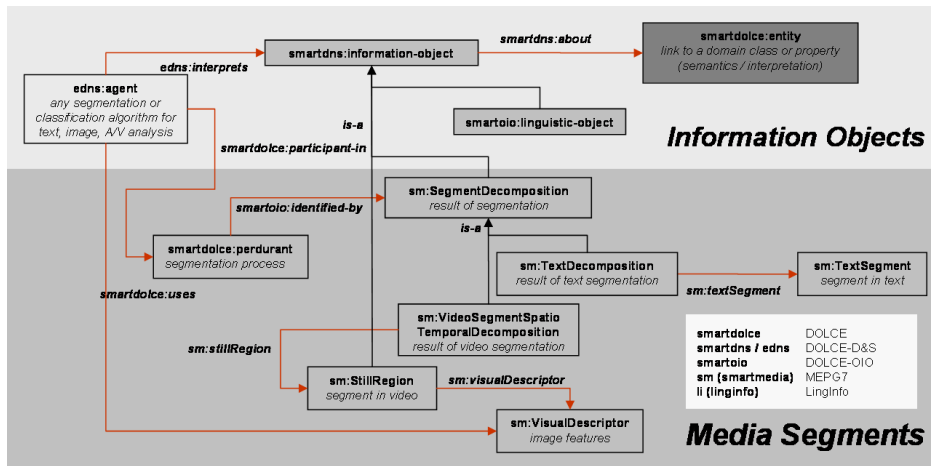 smartdns:information-object
smartdns:about
smartdolce:entity
link to a domain class or property
(semantics / interpretation)
edns:interprets
edns:agent
any segmentation or
classification algorithm for
text, image, A/V analysis
is-a
smartoio:linguistic-object
Information Objects
smartdolce:participant-in
sm:SegmentDecomposition
result of segmentation
smartoio:identified-by
is-a
smartdolce:perdurant
segmentation process
sm:TextDecomposition
result of text segmentation
sm:textSegment
sm:TextSegment
segment in text
smartdolce:uses
sm:VideoSegmentSpatio
TemporalDecomposition
result of video segmentation
sm:stillRegion
sm:StillRegion
segment in video
sm:visualDescriptor
sm:VisualDescriptor
image features
smartdolce DOLCE
smartdns / edns DOLCE-D&S
smartoio DOLCE-OIO
sm (smartmedia) MEPG7
li (linginfo) LingInfo
Media Segments